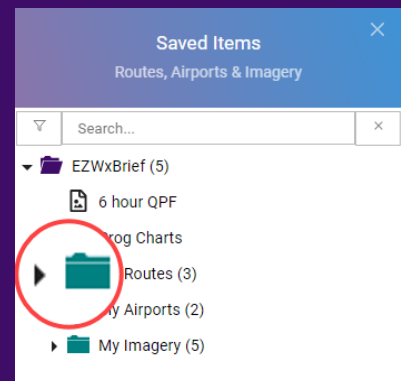 Saved Items
Routes, Airports & Imagery
Search...
EZWxBrief (5)
6 hour QPF
rog Charts
Routes (3)
y Airports (2)
My Imagery (5)